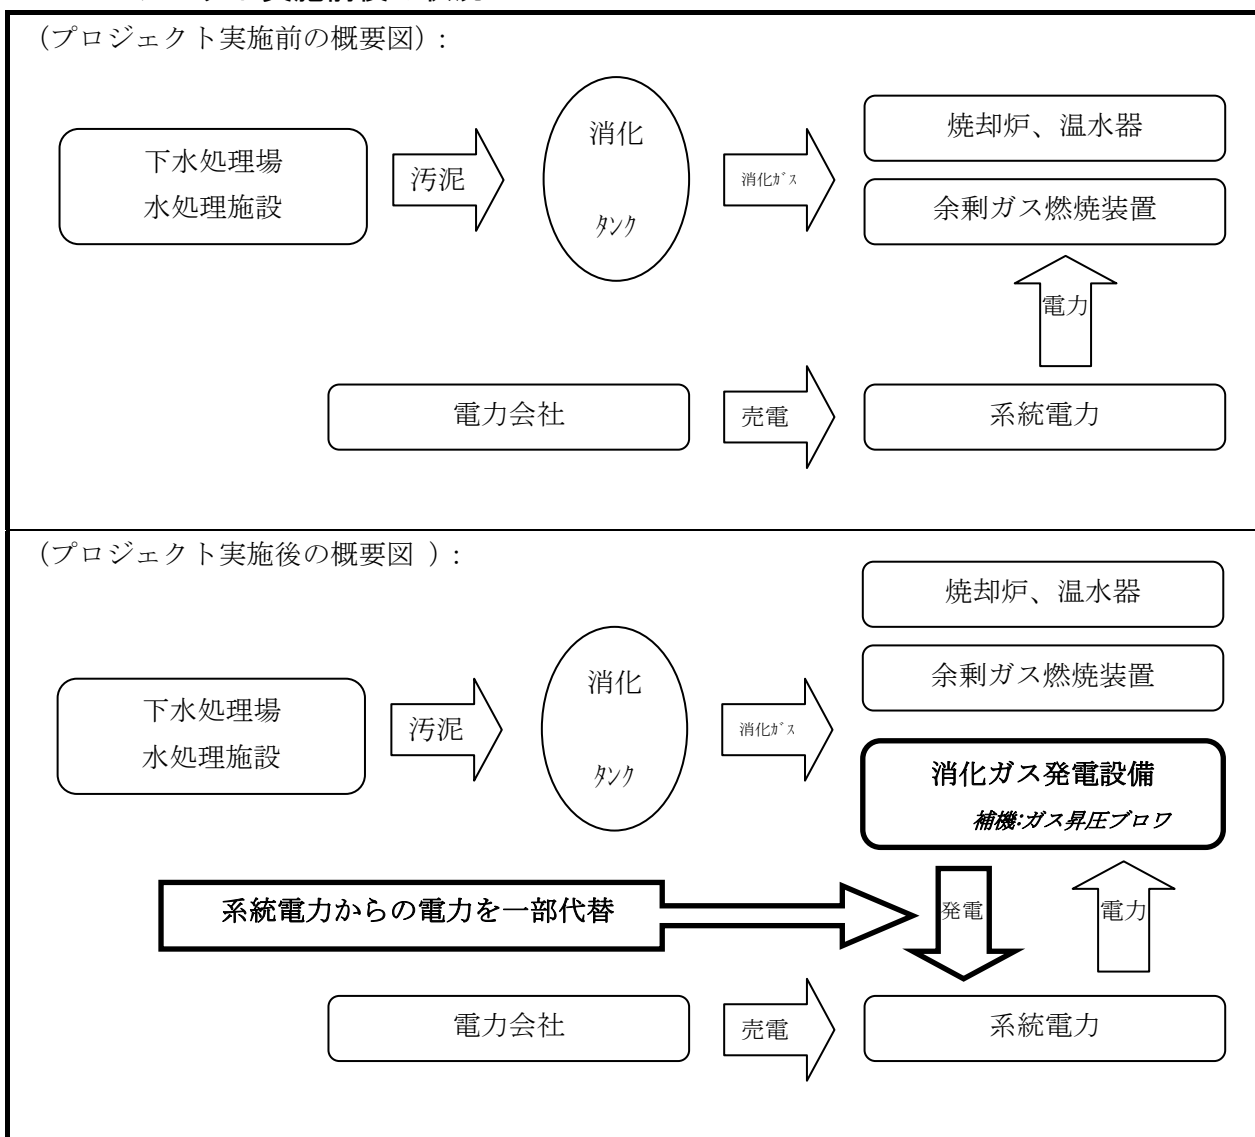 (プロジェクト実施前の概要図):
下水処理場
水処理施設
汚泥
消化
タンク
消化ガス
焼却炉、温水器
余剰ガス燃焼装置
電力
電力会社
売電
系統電力
(プロジェクト実施後の概要図 ):
下水処理場
水処理施設
汚泥
消化
タンク
消化ガス
焼却炉、温水器
余剰ガス燃焼装置
消化ガス発電設備
補機:ガス昇圧ブロワ
系統電力からの電力を一部代替
発電
電力
電力会社
売電
系統電力